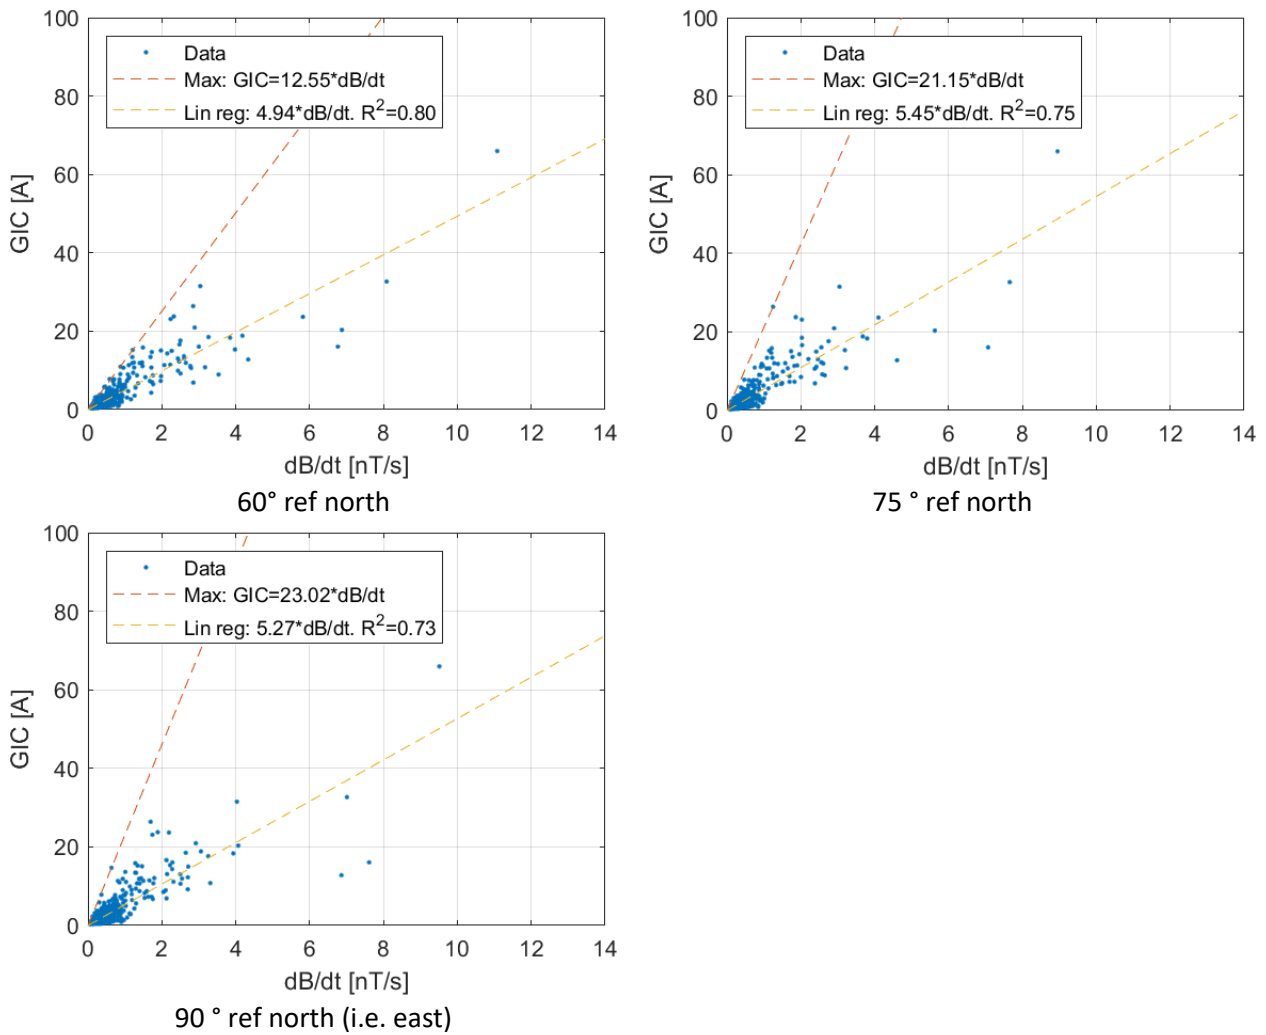 100
80
60
40
20
0
GIC [A]
Data
Max: GIC=12.55*dB/dt
Lin reg: 4.94*dB/dt. R²=0.80
0 2 4 6 8 10 12 14
dB/dt [nT/s]
60° ref north
100
80
60
40
20
0
GIC [A]
Data
Max: GIC=21.15*dB/dt
Lin reg: 5.45*dB/dt. R²=0.75
0 2 4 6 8 10 12 14
dB/dt [nT/s]
75 ° ref north
100
80
60
40
20
0
GIC [A]
Data
Max: GIC=23.02*dB/dt
Lin reg: 5.27*dB/dt. R²=0.73
0 2 4 6 8 10 12 14
dB/dt [nT/s]
90 ° ref north (i.e. east)